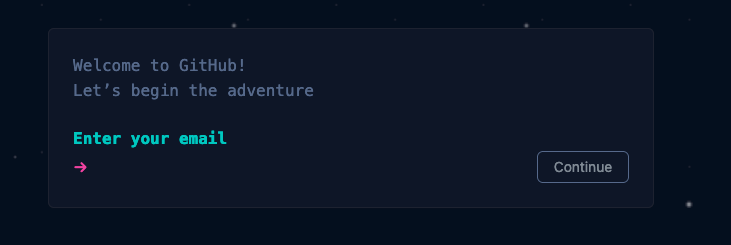 Welcome to GitHub!
Let’s begin the adventure
Enter your email
→
Continue